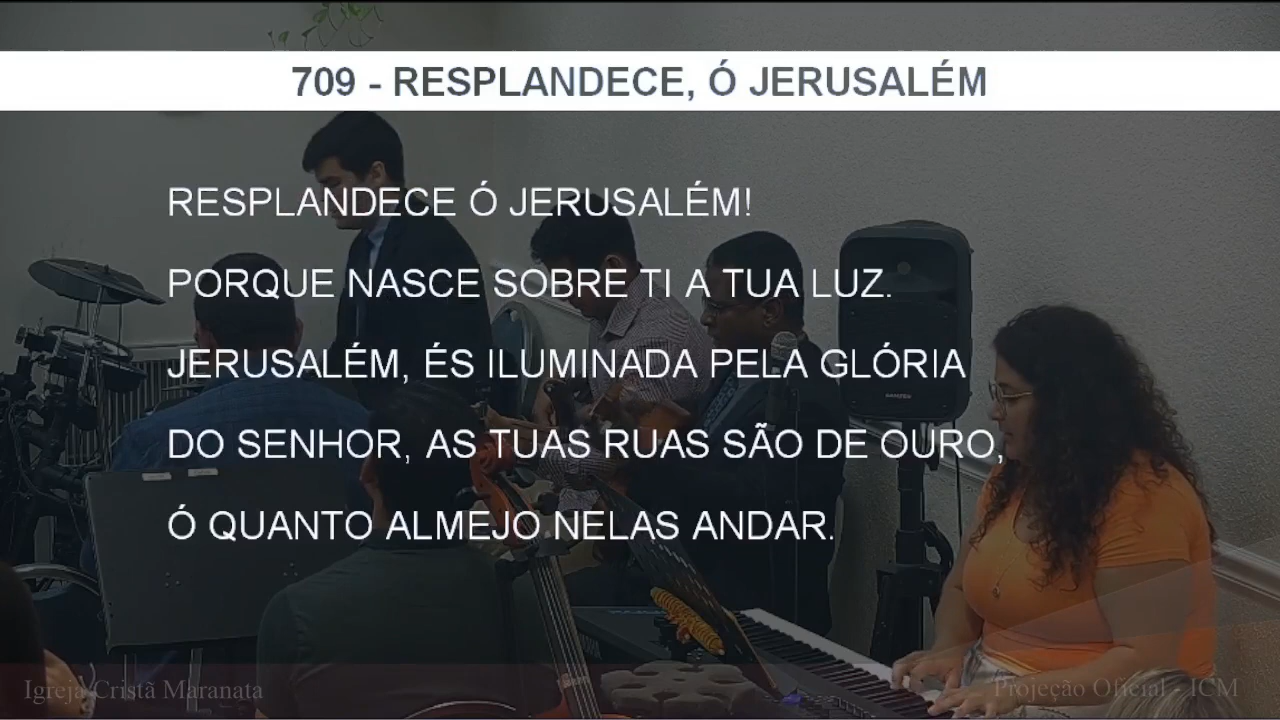 709 - RESPLANDECE, Ó JERUSALÉM
RESPLANDECE Ó JERUSALÉM!
PORQUE NASCE SOBRE TI A TUA LUZ.
JERUSALÉM, ÉS ILUMINADA PELA GLÓRIA
DO SENHOR, AS TUAS RUAS SÃO DE OURO,
Ó QUANTO ALMEJO NELAS ANDAR.
Igreja Cristã Maranata
Projeção Oficial - ICM